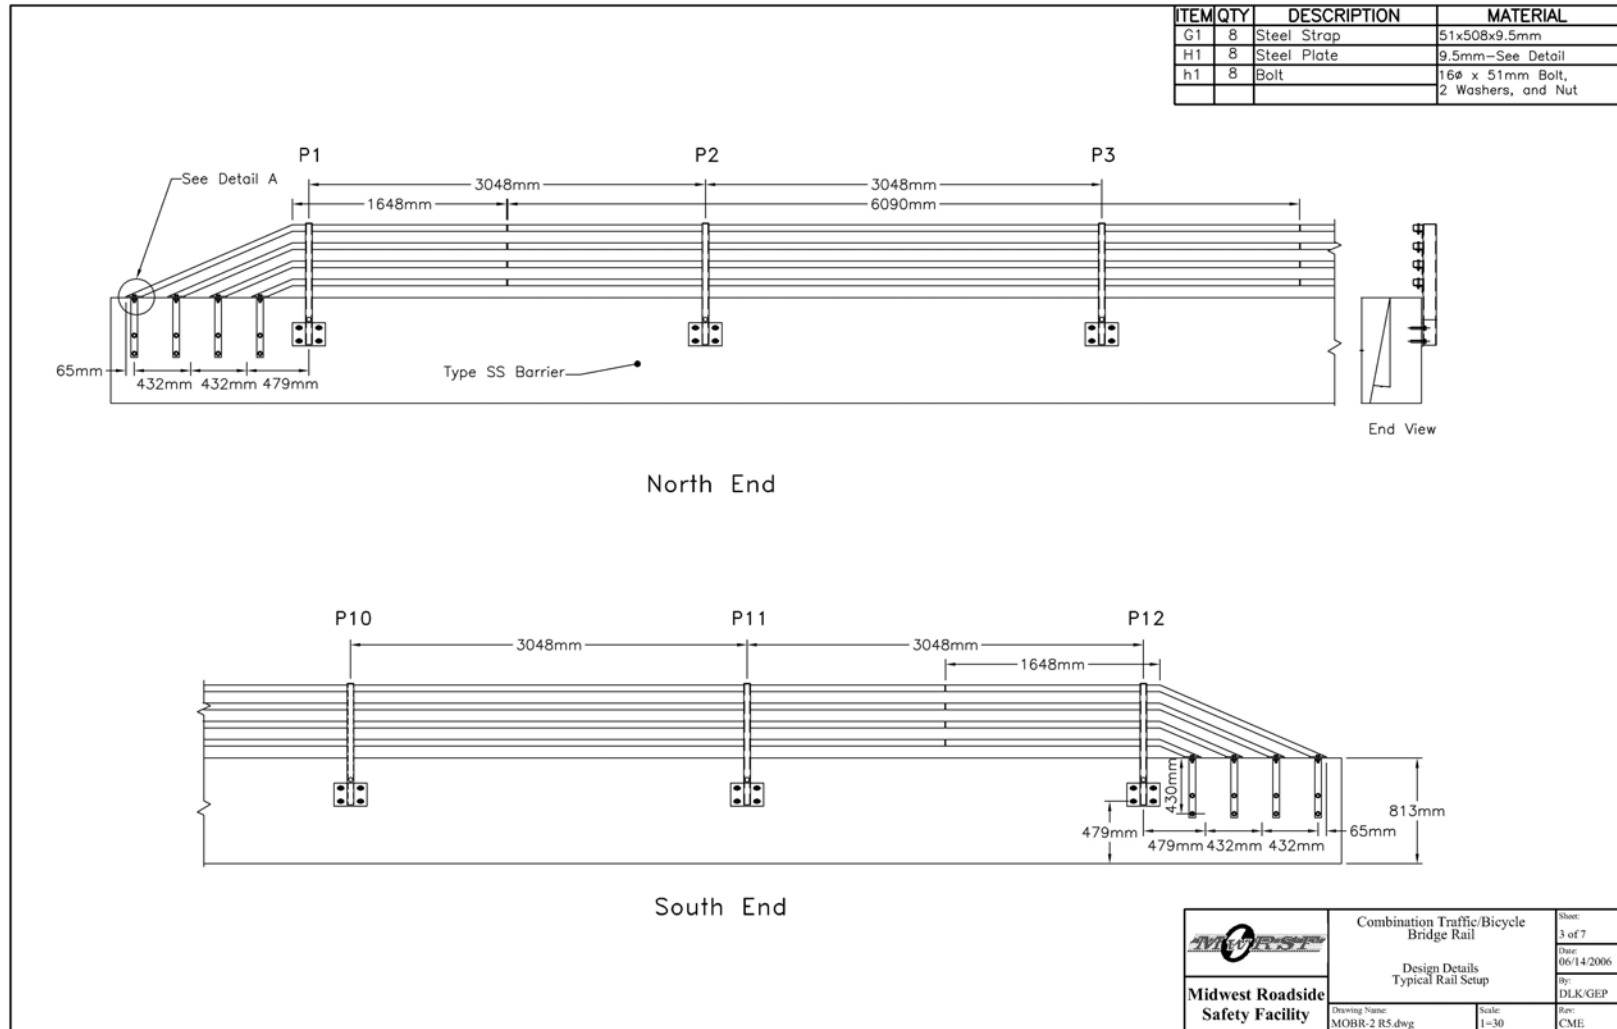 ITEM QTY DESCRIPTION MATERIAL
G1 8 Steel Strap 51x508x9.5mm
H1 8 Steel Plate 9.5mm-See Detail
h1 8 Bolt 16ø x 51mm Bolt,
2 Washers, and Nut
P1 P2 P3
See Detail A
3048mm 3048mm
1648mm 6090mm
65mm 432mm 432mm 479mm
Type SS Barrier
End View
North End
P10 P11 P12
3048mm 3048mm
1648mm
430mm
813mm
479mm
479mm 432mm 432mm 65mm
South End
MwRSF
Midwest Roadside
Safety Facility
Combination Traffic/Bicycle
Bridge Rail
Design Details
Typical Rail Setup
Drawing Name:
MOBR-2 R5.dwg
Scale:
1=30
Sheet:
3 of 7
Date:
06/14/2006
By:
DLK/GEP
Rev:
CME